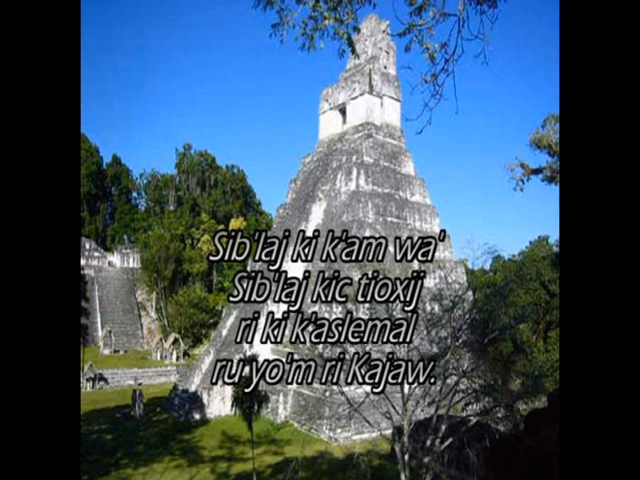 Sib'laj ki k'am wa'
Sib'laj kic tioxij
ri ki k'aslemal
ru yo'm ri Kajaw.